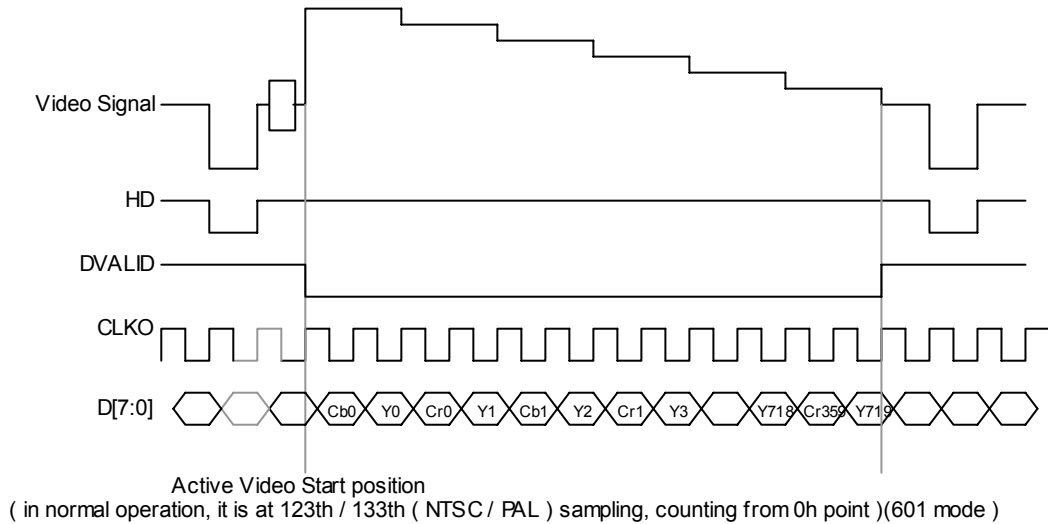 Video Signal
HD
DVALID
CLKO
D[7:0]
Cb0 Y0 Cr0 Y1 Cb1 Y2 Cr1 Y3 Y718 Cr359 Y719
Active Video Start position
( in normal operation, it is at 123th / 133th ( NTSC / PAL ) sampling, counting from 0h point )(601 mode )